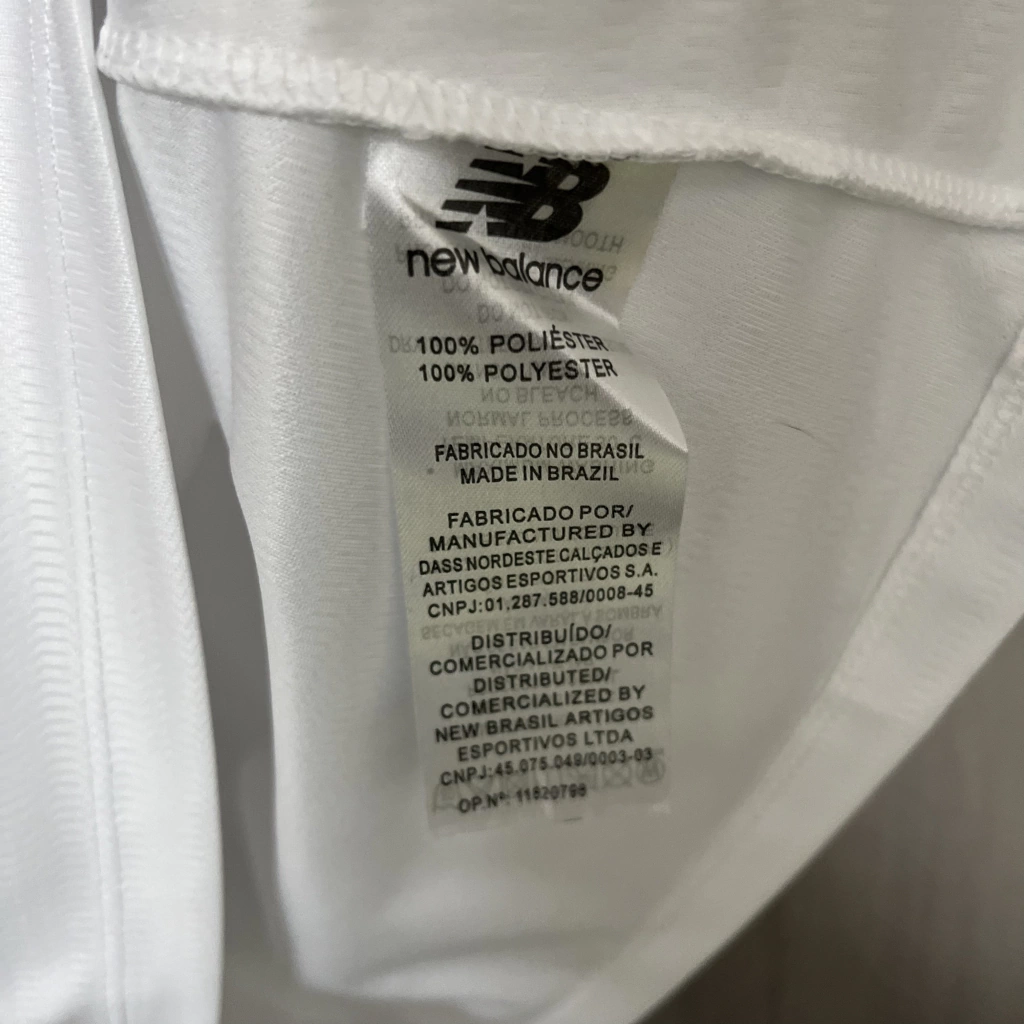 NB
new balance
100% POLIÉSTER
100% POLYESTER
FABRICADO NO BRASIL
MADE IN BRAZIL
FABRICADO POR/
MANUFACTURED BY
DASS NORDESTE CALÇADOS E
ARTIGOS ESPORTIVOS S.A.
CNPJ:01.287.588/0008-45
DISTRIBUÍDO/
COMERCIALIZADO POR
DISTRIBUTED/
COMERCIALIZED BY
NEW BRASIL ARTIGOS
ESPORTIVOS LTDA
CNPJ:45.075.049/0003-03
OP.Nº: 11820798